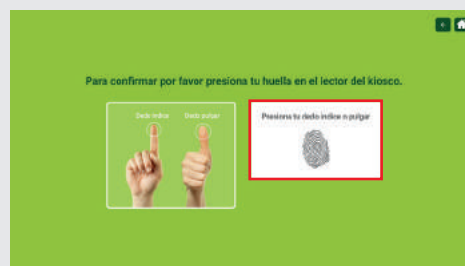 Para confirmar por favor presiona tu huella en el lector del kiosco.
Dedo índice Dedo pulgar
Presiona tu dedo índice o pulgar